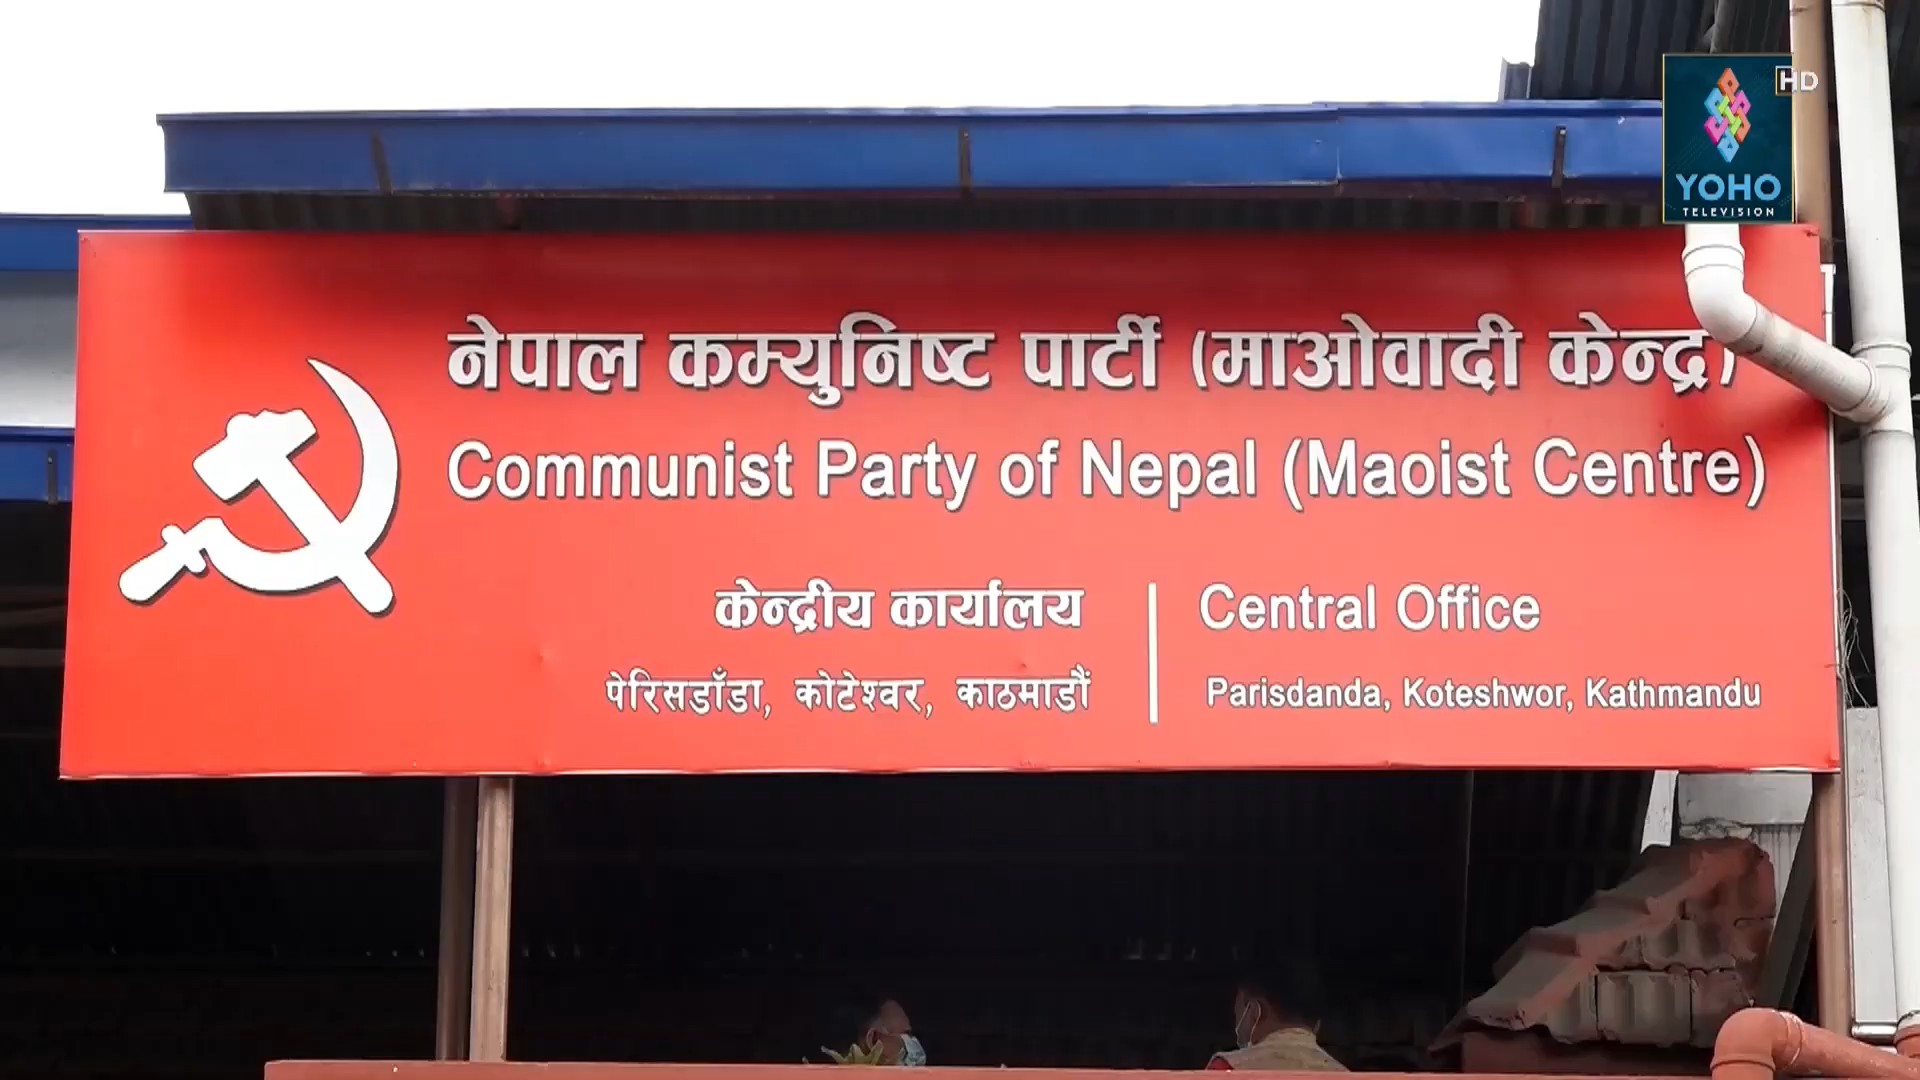 HD
YOHO
TELEVISION
नेपाल कम्युनिष्ट पार्टी (माओवादी केन्द्र)
Communist Party of Nepal (Maoist Centre)
केन्द्रीय कार्यालय
पेरिसडाँडा, कोटेश्वर, काठमाडौं
Central Office
Parisdanda, Koteshwor, Kathmandu